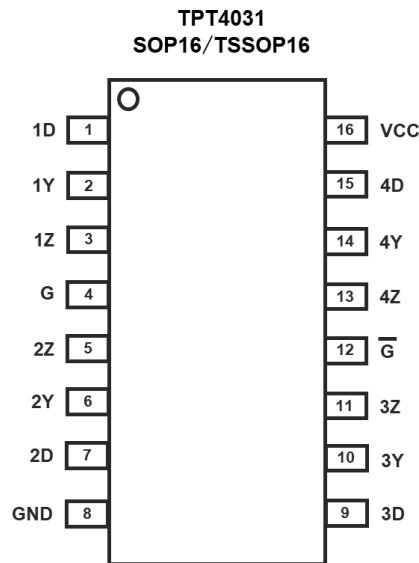 TPT4031
SOP16/TSSOP16
1D 1 16 VCC
1Y 2 15 4D
1Z 3 14 4Y
G 4 13 4Z
2Z 5 12 G̅
2Y 6 11 3Z
2D 7 10 3Y
GND 8 9 3D